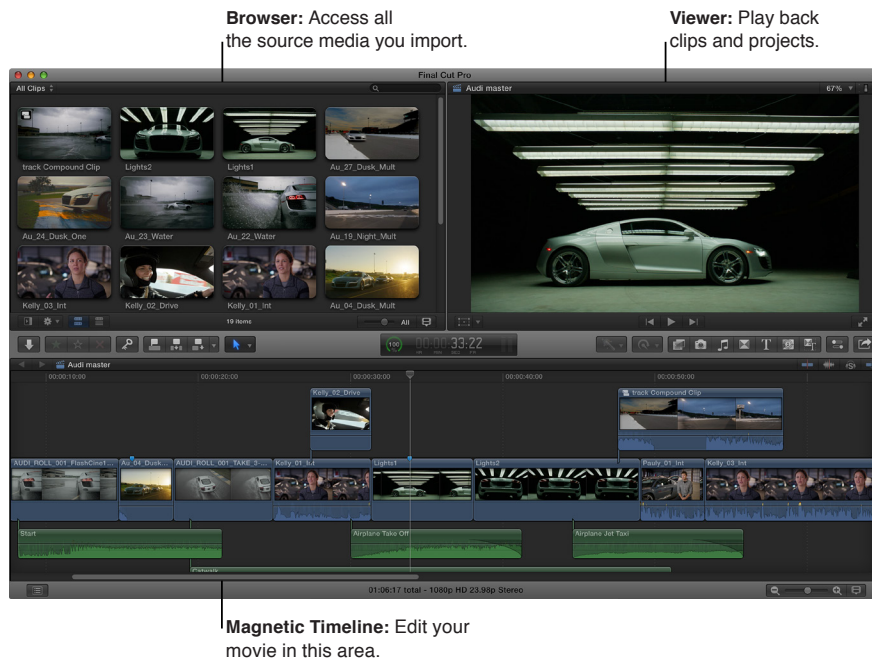 Browser: Access all
the source media you import.
Viewer: Play back
clips and projects.
Final Cut Pro
All Clips
Audi master
67%
track Compound Clip
Lights2
Lights1
Au_27_Dusk_Mult
Au_24_Dusk_One
Au_23_Water
Au_22_Water
Au_19_Night_Mult
Kelly_03_Int
Kelly_02_Drive
Kelly_01_Int
Au_04_Dusk_Mult
19 items
All
100
33:22
Audi master
00:00:10:00
00:00:20:00
00:00:30:00
00:00:40:00
00:00:50:00
Kelly_02_Drive
track Compound Clip
AUDI_ROLL_001_FlashCine1...
Au_04_Dusk...
AUDI_ROLL_001_TAKE_3-...
Kelly_01_Int
Lights1
Lights2
Pauly_01_Int
Kelly_03_Int
Start
Airplane Take Off
Airplane Jet Taxi
Catwalk
01:06:17 total - 1080p HD 23.98p Stereo
Magnetic Timeline: Edit your
movie in this area.